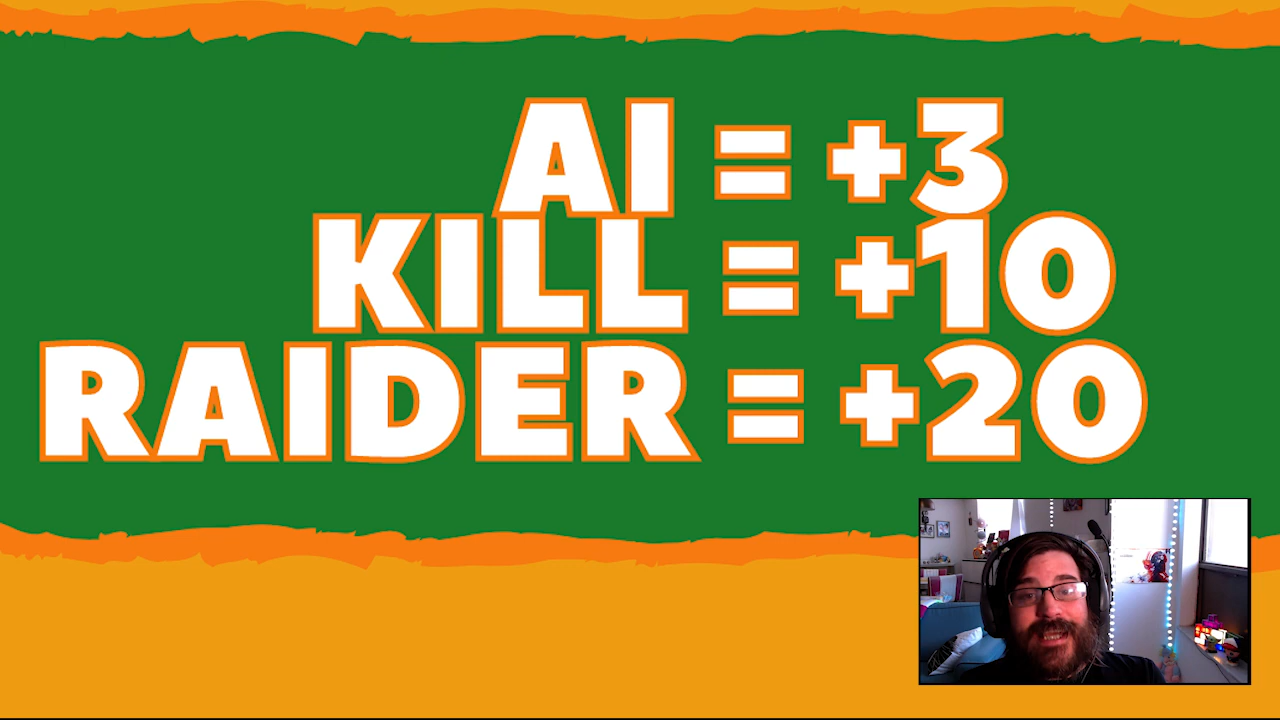 AI = +3
KILL = +10
RAIDER = +20